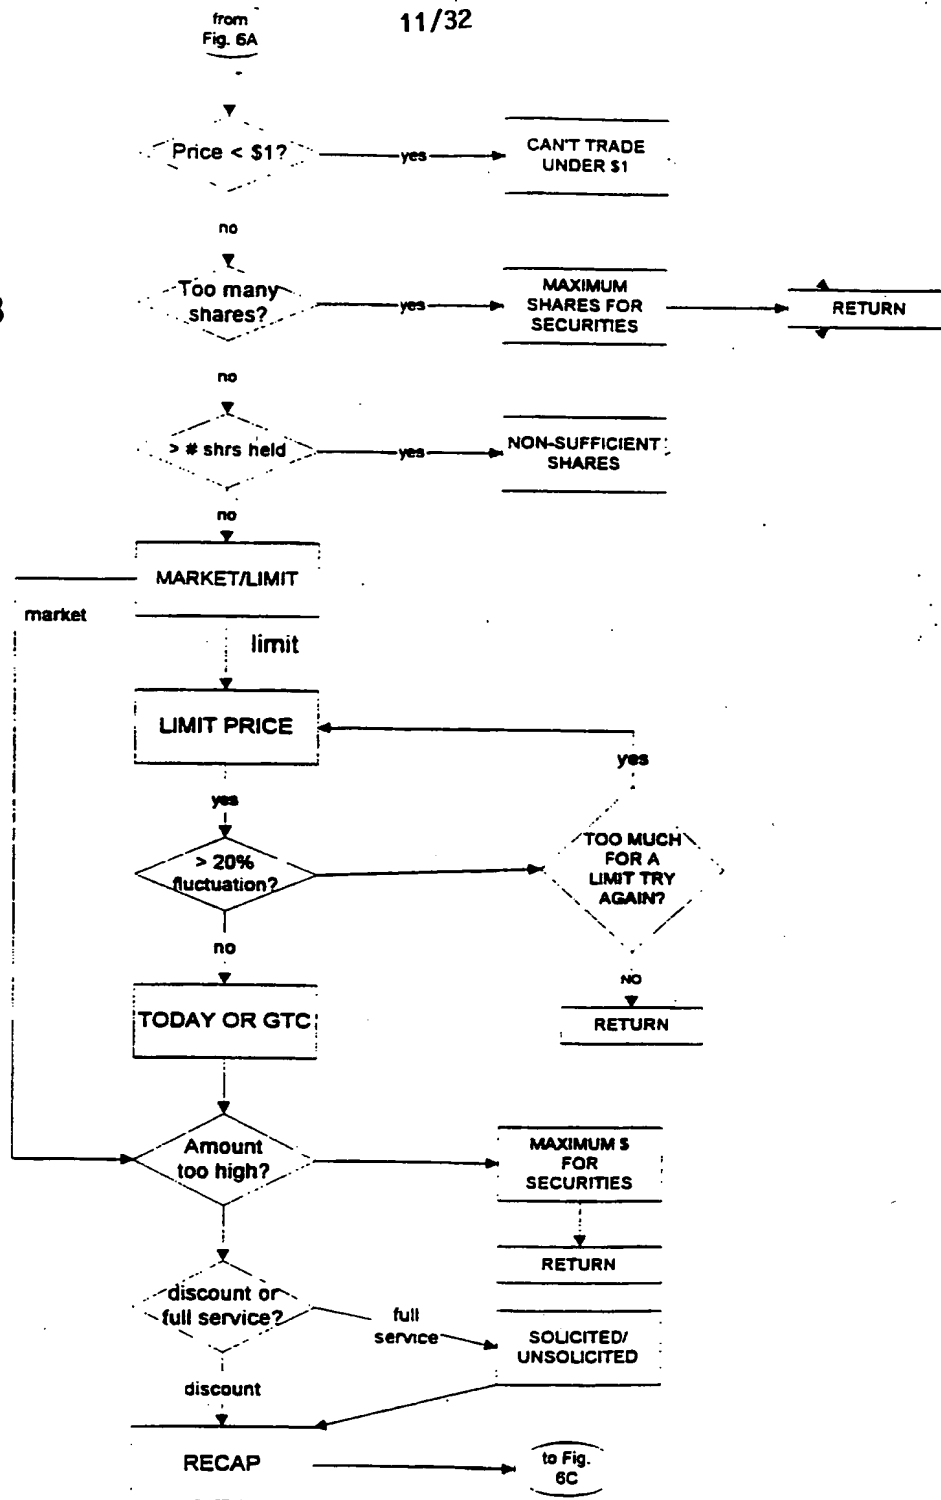 from
Fig. 6A
11/32
Price < $1?
yes
CAN'T TRADE
UNDER $1
no
Too many
shares?
yes
MAXIMUM
SHARES FOR
SECURITIES
RETURN
no
> # shrs held
yes
NON-SUFFICIENT
SHARES
no
MARKET/LIMIT
market
limit
LIMIT PRICE
yes
yes
> 20%
fluctuation?
TOO MUCH
FOR A
LIMIT TRY
AGAIN?
no
NO
TODAY OR GTC
RETURN
Amount
too high?
MAXIMUM $
FOR
SECURITIES
RETURN
discount or
full service?
full
service
SOLICITED/
UNSOLICITED
discount
RECAP
to Fig.
6C